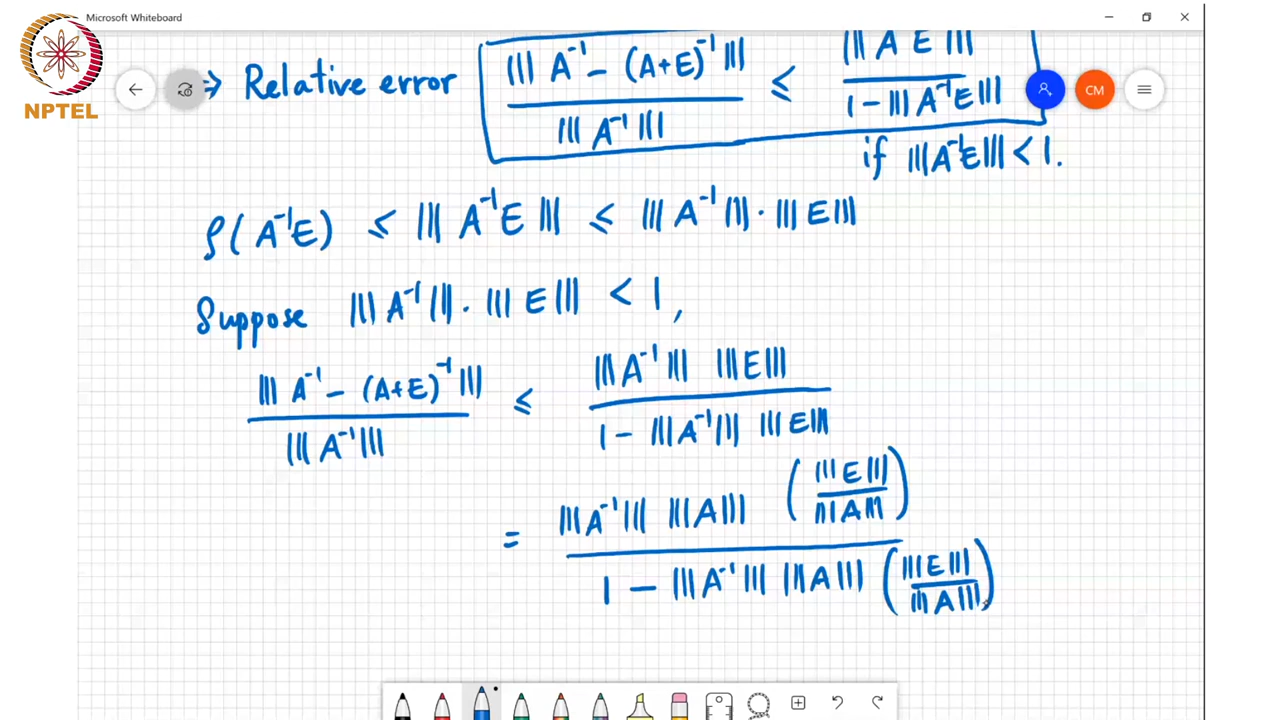 Microsoft Whiteboard
NPTEL
CM
⇒ Relative error ||| A⁻¹ - (A+E)⁻¹ ||| / ||| A⁻¹ ||| ≤ ||| A E ||| / 1 - ||| A⁻¹E |||
if |||A⁻¹E||| < 1.
ρ(A⁻¹E) ≤ ||| A⁻¹E ||| ≤ ||| A⁻¹ ||| · ||| E |||
Suppose ||| A⁻¹ ||| · ||| E ||| < 1,
||| A⁻¹ - (A+E)⁻¹ ||| / ||| A⁻¹ ||| ≤ ||| A⁻¹ ||| ||| E ||| / 1 - ||| A⁻¹ ||| ||| E |||
= ||| A⁻¹ ||| ||| A ||| ( ||| E ||| / ||| A ||| ) / 1 - ||| A⁻¹ ||| ||| A ||| ( ||| E ||| / ||| A ||| )